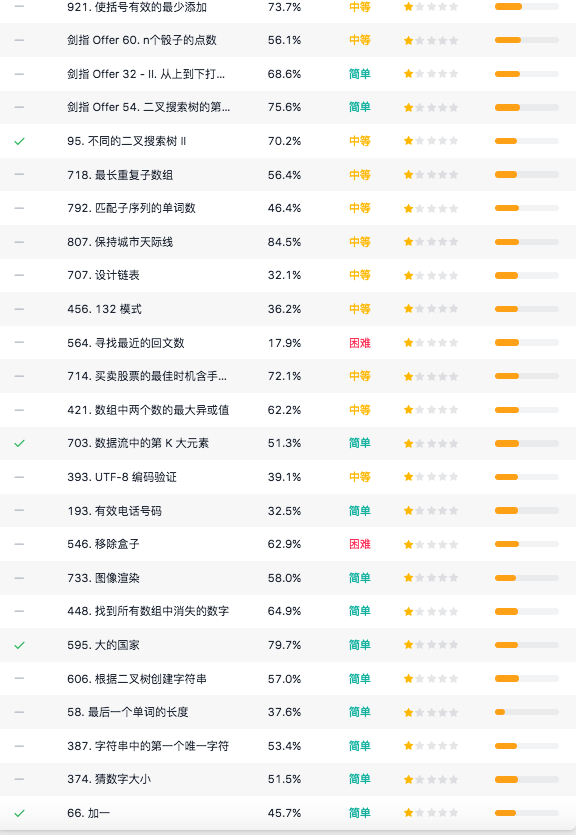 921. 使括号有效的最少添加 73.7% 中等
剑指 Offer 60. n个骰子的点数 56.1% 中等
剑指 Offer 32 - II. 从上到下打... 68.6% 简单
剑指 Offer 54. 二叉搜索树的第... 75.6% 简单
95. 不同的二叉搜索树 II 70.2% 中等
718. 最长重复子数组 56.4% 中等
792. 匹配子序列的单词数 46.4% 中等
807. 保持城市天际线 84.5% 中等
707. 设计链表 32.1% 中等
456. 132 模式 36.2% 中等
564. 寻找最近的回文数 17.9% 困难
714. 买卖股票的最佳时机含手... 72.1% 中等
421. 数组中两个数的最大异或值 62.2% 中等
703. 数据流中的第 K 大元素 51.3% 简单
393. UTF-8 编码验证 39.1% 中等
193. 有效电话号码 32.5% 简单
546. 移除盒子 62.9% 困难
733. 图像渲染 58.0% 简单
448. 找到所有数组中消失的数字 64.9% 简单
595. 大的国家 79.7% 简单
606. 根据二叉树创建字符串 57.0% 简单
58. 最后一个单词的长度 37.6% 简单
387. 字符串中的第一个唯一字符 53.4% 简单
374. 猜数字大小 51.5% 简单
66. 加一 45.7% 简单